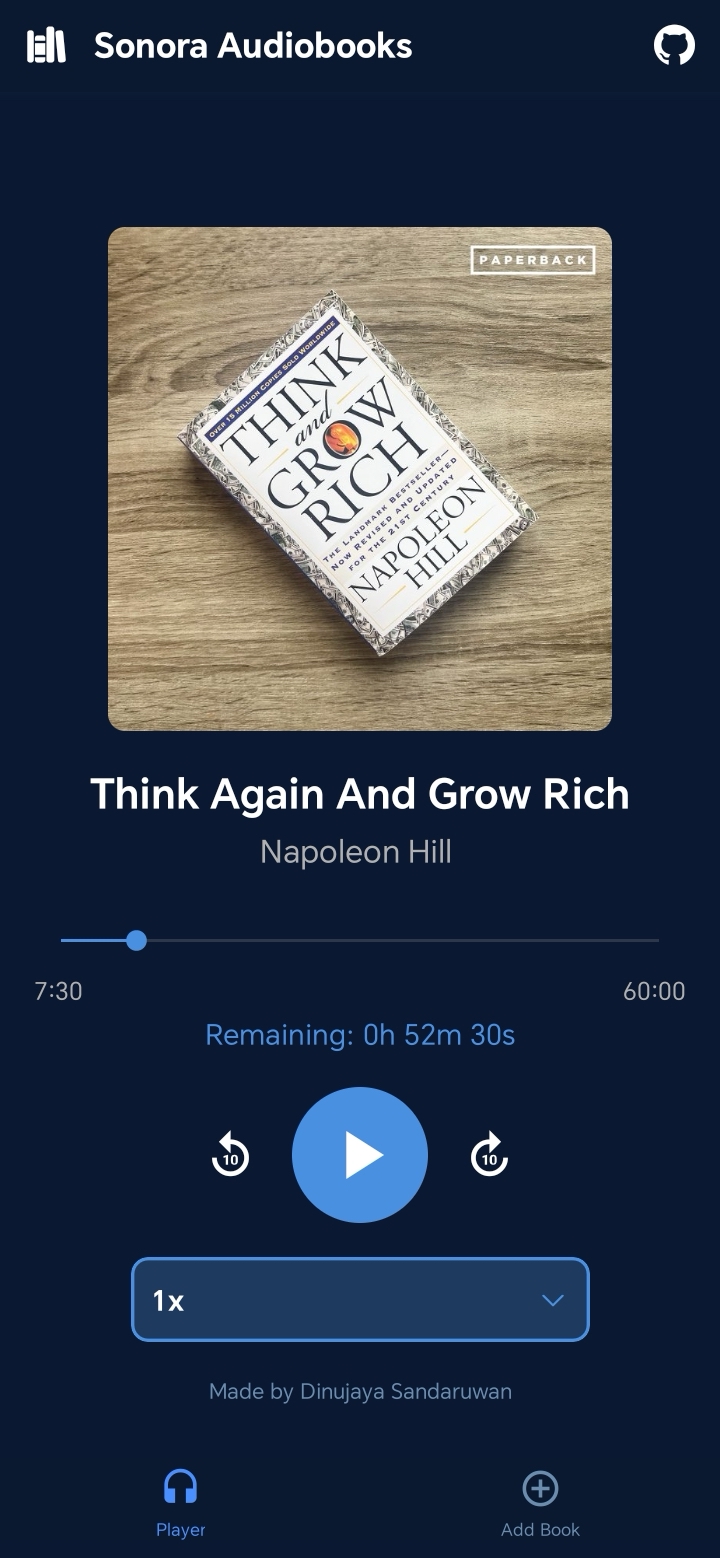 Sonora Audiobooks
PAPERBACK
OVER 15 MILLION COPIES SOLD WORLDWIDE
THINK
and
GROW
RICH
THE LANDMARK BESTSELLER—
NOW REVISED AND UPDATED
FOR THE 21ST CENTURY
NAPOLEON
HILL
Think Again And Grow Rich
Napoleon Hill
7:30
60:00
Remaining: 0h 52m 30s
10
10
1x
Made by Dinujaya Sandaruwan
Player
Add Book